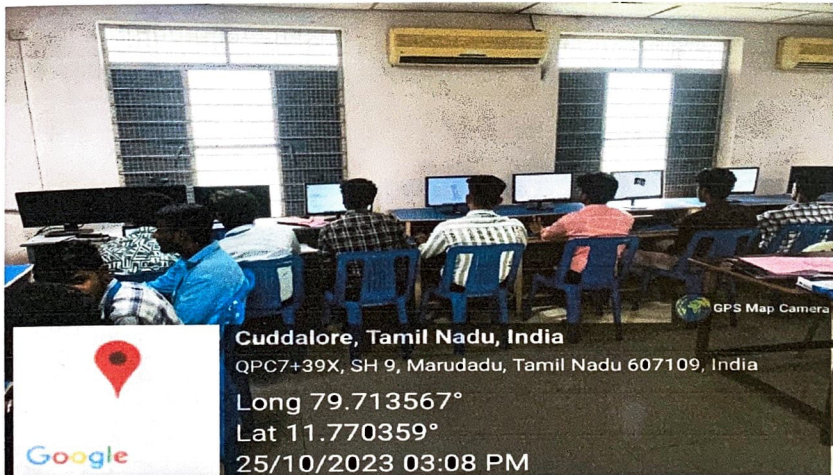 GPS Map Camera
Cuddalore, Tamil Nadu, India
QPC7+39X, SH 9, Marudadu, Tamil Nadu 607109, India
Long 79.713567°
Lat 11.770359°
25/10/2023 03:08 PM
Google